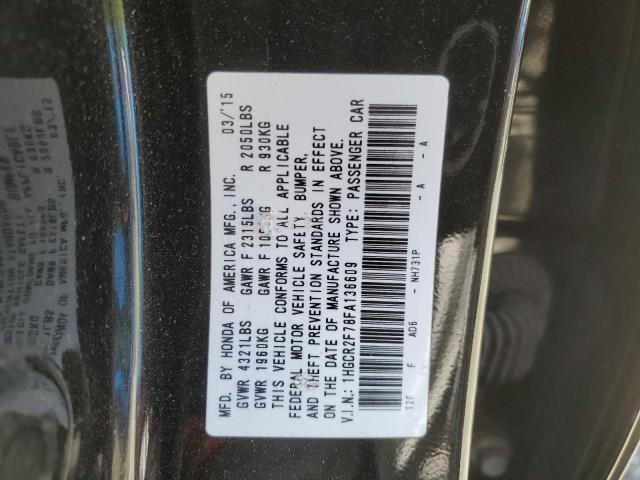 MFD. BY HONDA OF AMERICA MFG., INC. 03/'15
GVWR 4321LBS GAWR F 2315LBS R 2050LBS
GVWR 1960KG GAWR F R 930KG
THIS VEHICLE CONFORMS TO ALL APPLICABLE
FEDERAL MOTOR VEHICLE SAFETY, BUMPER,
AND THEFT PREVENTION STANDARDS IN EFFECT
ON THE DATE OF MANUFACTURE SHOWN ABOVE.
V.I.N.: 1HGCR2F78FA136609 TYPE: PASSENGER CAR
T2F F AD6 - NH731P - A - A